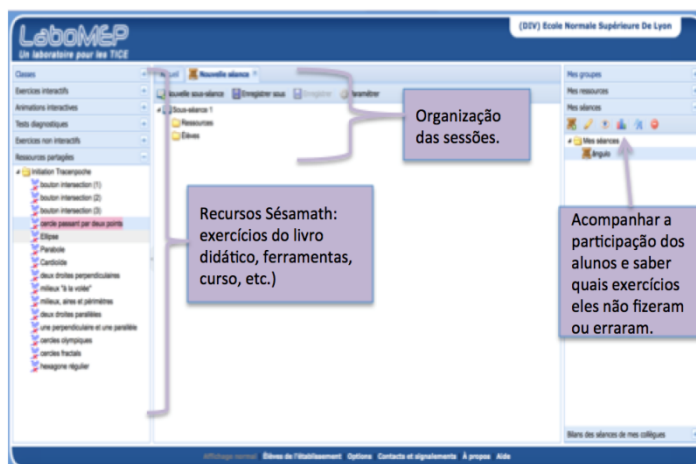 LaboMEP
Un laboratoire pour les TICE
(DIV) Ecole Normale Supérieure De Lyon
Classes
Exercices interactifs
Animations interactives
Tests diagnostiques
Exercices non interactifs
Ressources partagées
Initiation Tracenpoche
bouton intersection (1)
bouton intersection (2)
bouton intersection (3)
cercle passant par deux points
Ellipse
Parabole
Cardioïde
deux droites perpendiculaires
milieux "à la volée"
milieux, aires et périmètres
deux droites parallèles
une perpendiculaire et une parallèle
cercles olympiques
cercles fractals
hexagone régulier
Nouvelle séance
Nouvelle sous-séance Enregistrer sous Enregistrer Paramétrer
Sous-séance 1
Ressources
Élèves
Organização
das sessões.
Recursos Sésamath:
exercícios do livro
didático, ferramentas,
curso, etc.)
Mes groupes
Mes ressources
Mes séances
Mes séances
Acompanhar a
participação dos
alunos e saber
quais exercícios
eles não fizeram
ou erraram.
Bilans des séances de mes collègues
Affichage normal Élèves de l'établissement Options Contacts et signalements À propos Aide